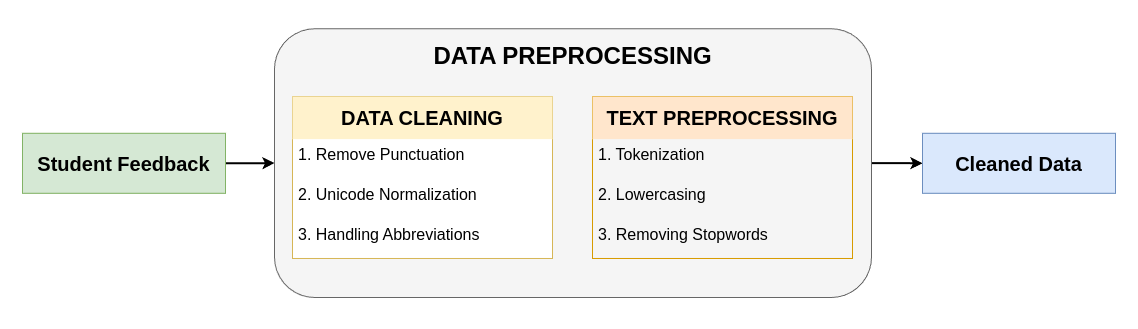 DATA PREPROCESSING
Student Feedback
DATA CLEANING
1. Remove Punctuation
2. Unicode Normalization
3. Handling Abbreviations
TEXT PREPROCESSING
1. Tokenization
2. Lowercasing
3. Removing Stopwords
Cleaned Data